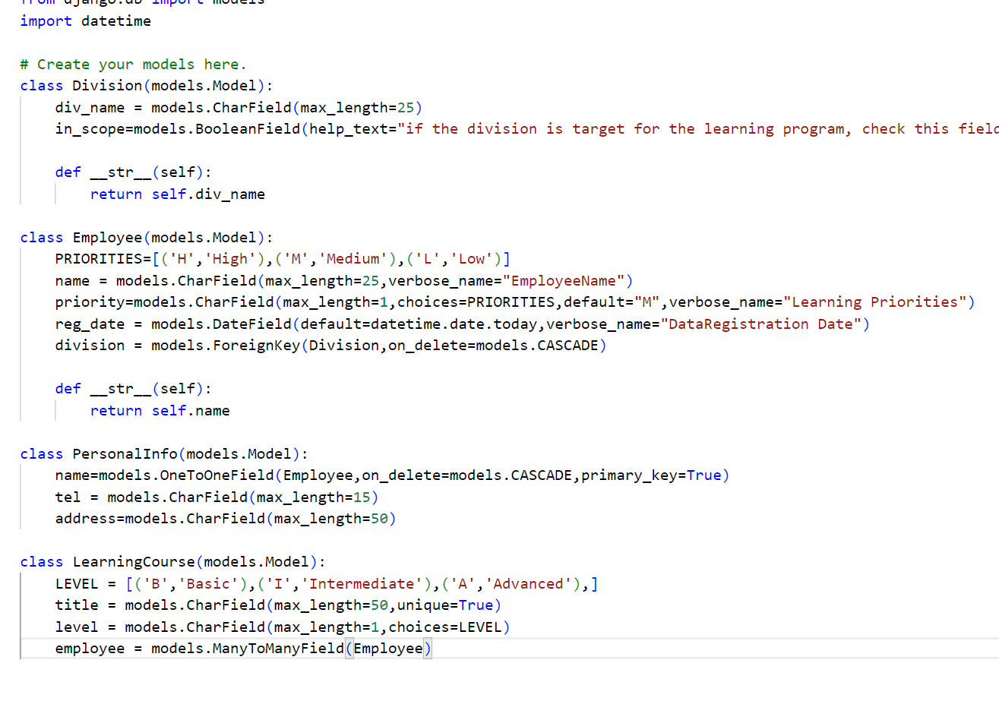 from django.db import models
import datetime

# Create your models here.
class Division(models.Model):
    div_name = models.CharField(max_length=25)
    in_scope=models.BooleanField(help_text="if the division is target for the learning program, check this field

    def __str__(self):
        return self.div_name

class Employee(models.Model):
    PRIORITIES=[('H','High'),('M','Medium'),('L','Low')]
    name = models.CharField(max_length=25,verbose_name="EmployeeName")
    priority=models.CharField(max_length=1,choices=PRIORITIES,default="M",verbose_name="Learning Priorities")
    reg_date = models.DateField(default=datetime.date.today,verbose_name="DataRegistration Date")
    division = models.ForeignKey(Division,on_delete=models.CASCADE)

    def __str__(self):
        return self.name

class PersonalInfo(models.Model):
    name=models.OneToOneField(Employee,on_delete=models.CASCADE,primary_key=True)
    tel = models.CharField(max_length=15)
    address=models.CharField(max_length=50)

class LearningCourse(models.Model):
    LEVEL = [('B','Basic'),('I','Intermediate'),('A','Advanced'),]
    title = models.CharField(max_length=50,unique=True)
    level = models.CharField(max_length=1,choices=LEVEL)
    employee = models.ManyToManyField(Employee)